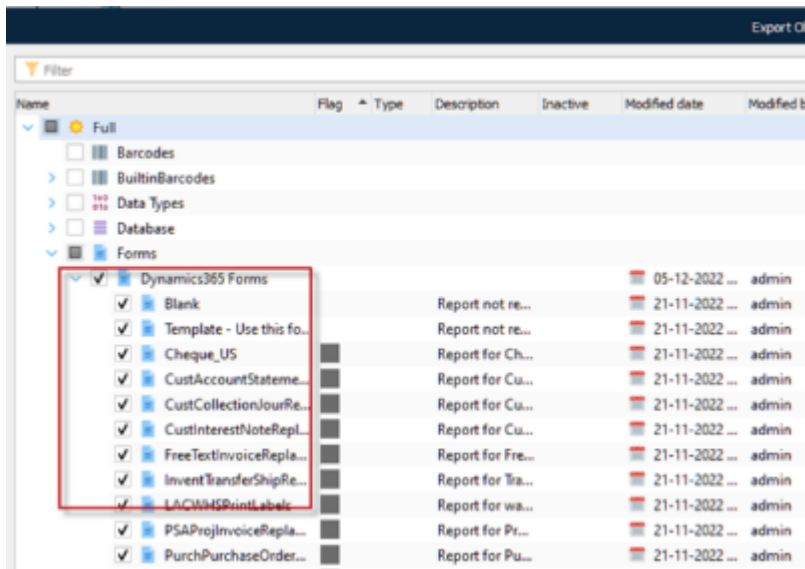 Export Ob
Filter
Name Flag Type Description Inactive Modified date Modified b
Full
Barcodes
BuiltinBarcodes
Data Types
Database
Forms
Dynamics365 Forms 05-12-2022 ... admin
Blank Report not re... 21-11-2022 ... admin
Template - Use this fo... Report not re... 21-11-2022 ... admin
Cheque_US Report for Ch... 21-11-2022 ... admin
CustAccountStateme... Report for Cu... 21-11-2022 ... admin
CustCollectionJourRe... Report for Cu... 21-11-2022 ... admin
CustInterestNoteRepl... Report for Cu... 21-11-2022 ... admin
FreeTextInvoiceRepla... Report for Fre... 21-11-2022 ... admin
InventTransferShipRe... Report for Tra... 21-11-2022 ... admin
LACWHSPrintLabels Report for wa... 21-11-2022 ... admin
PSAProjInvoiceRepla... Report for Pr... 21-11-2022 ... admin
PurchPurchaseOrder... Report for Pu... 21-11-2022 ... admin